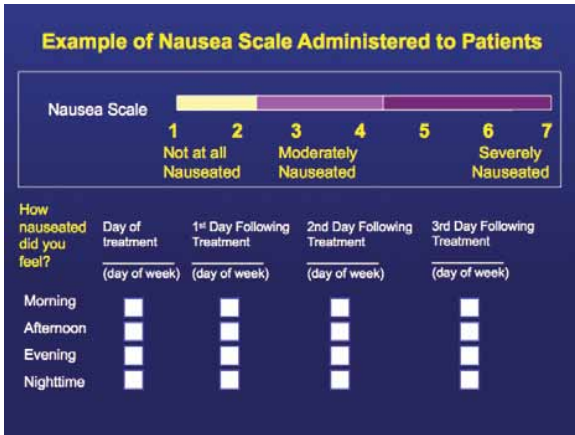 Example of Nausea Scale Administered to Patients
Nausea Scale
1 2 3 4 5 6 7
Not at all Moderately Severely
Nauseated Nauseated Nauseated
How
nauseated
did you
feel?
Day of 1st Day Following 2nd Day Following 3rd Day Following
treatment Treatment Treatment Treatment
(day of week) (day of week) (day of week) (day of week)
Morning
Afternoon
Evening
Nighttime